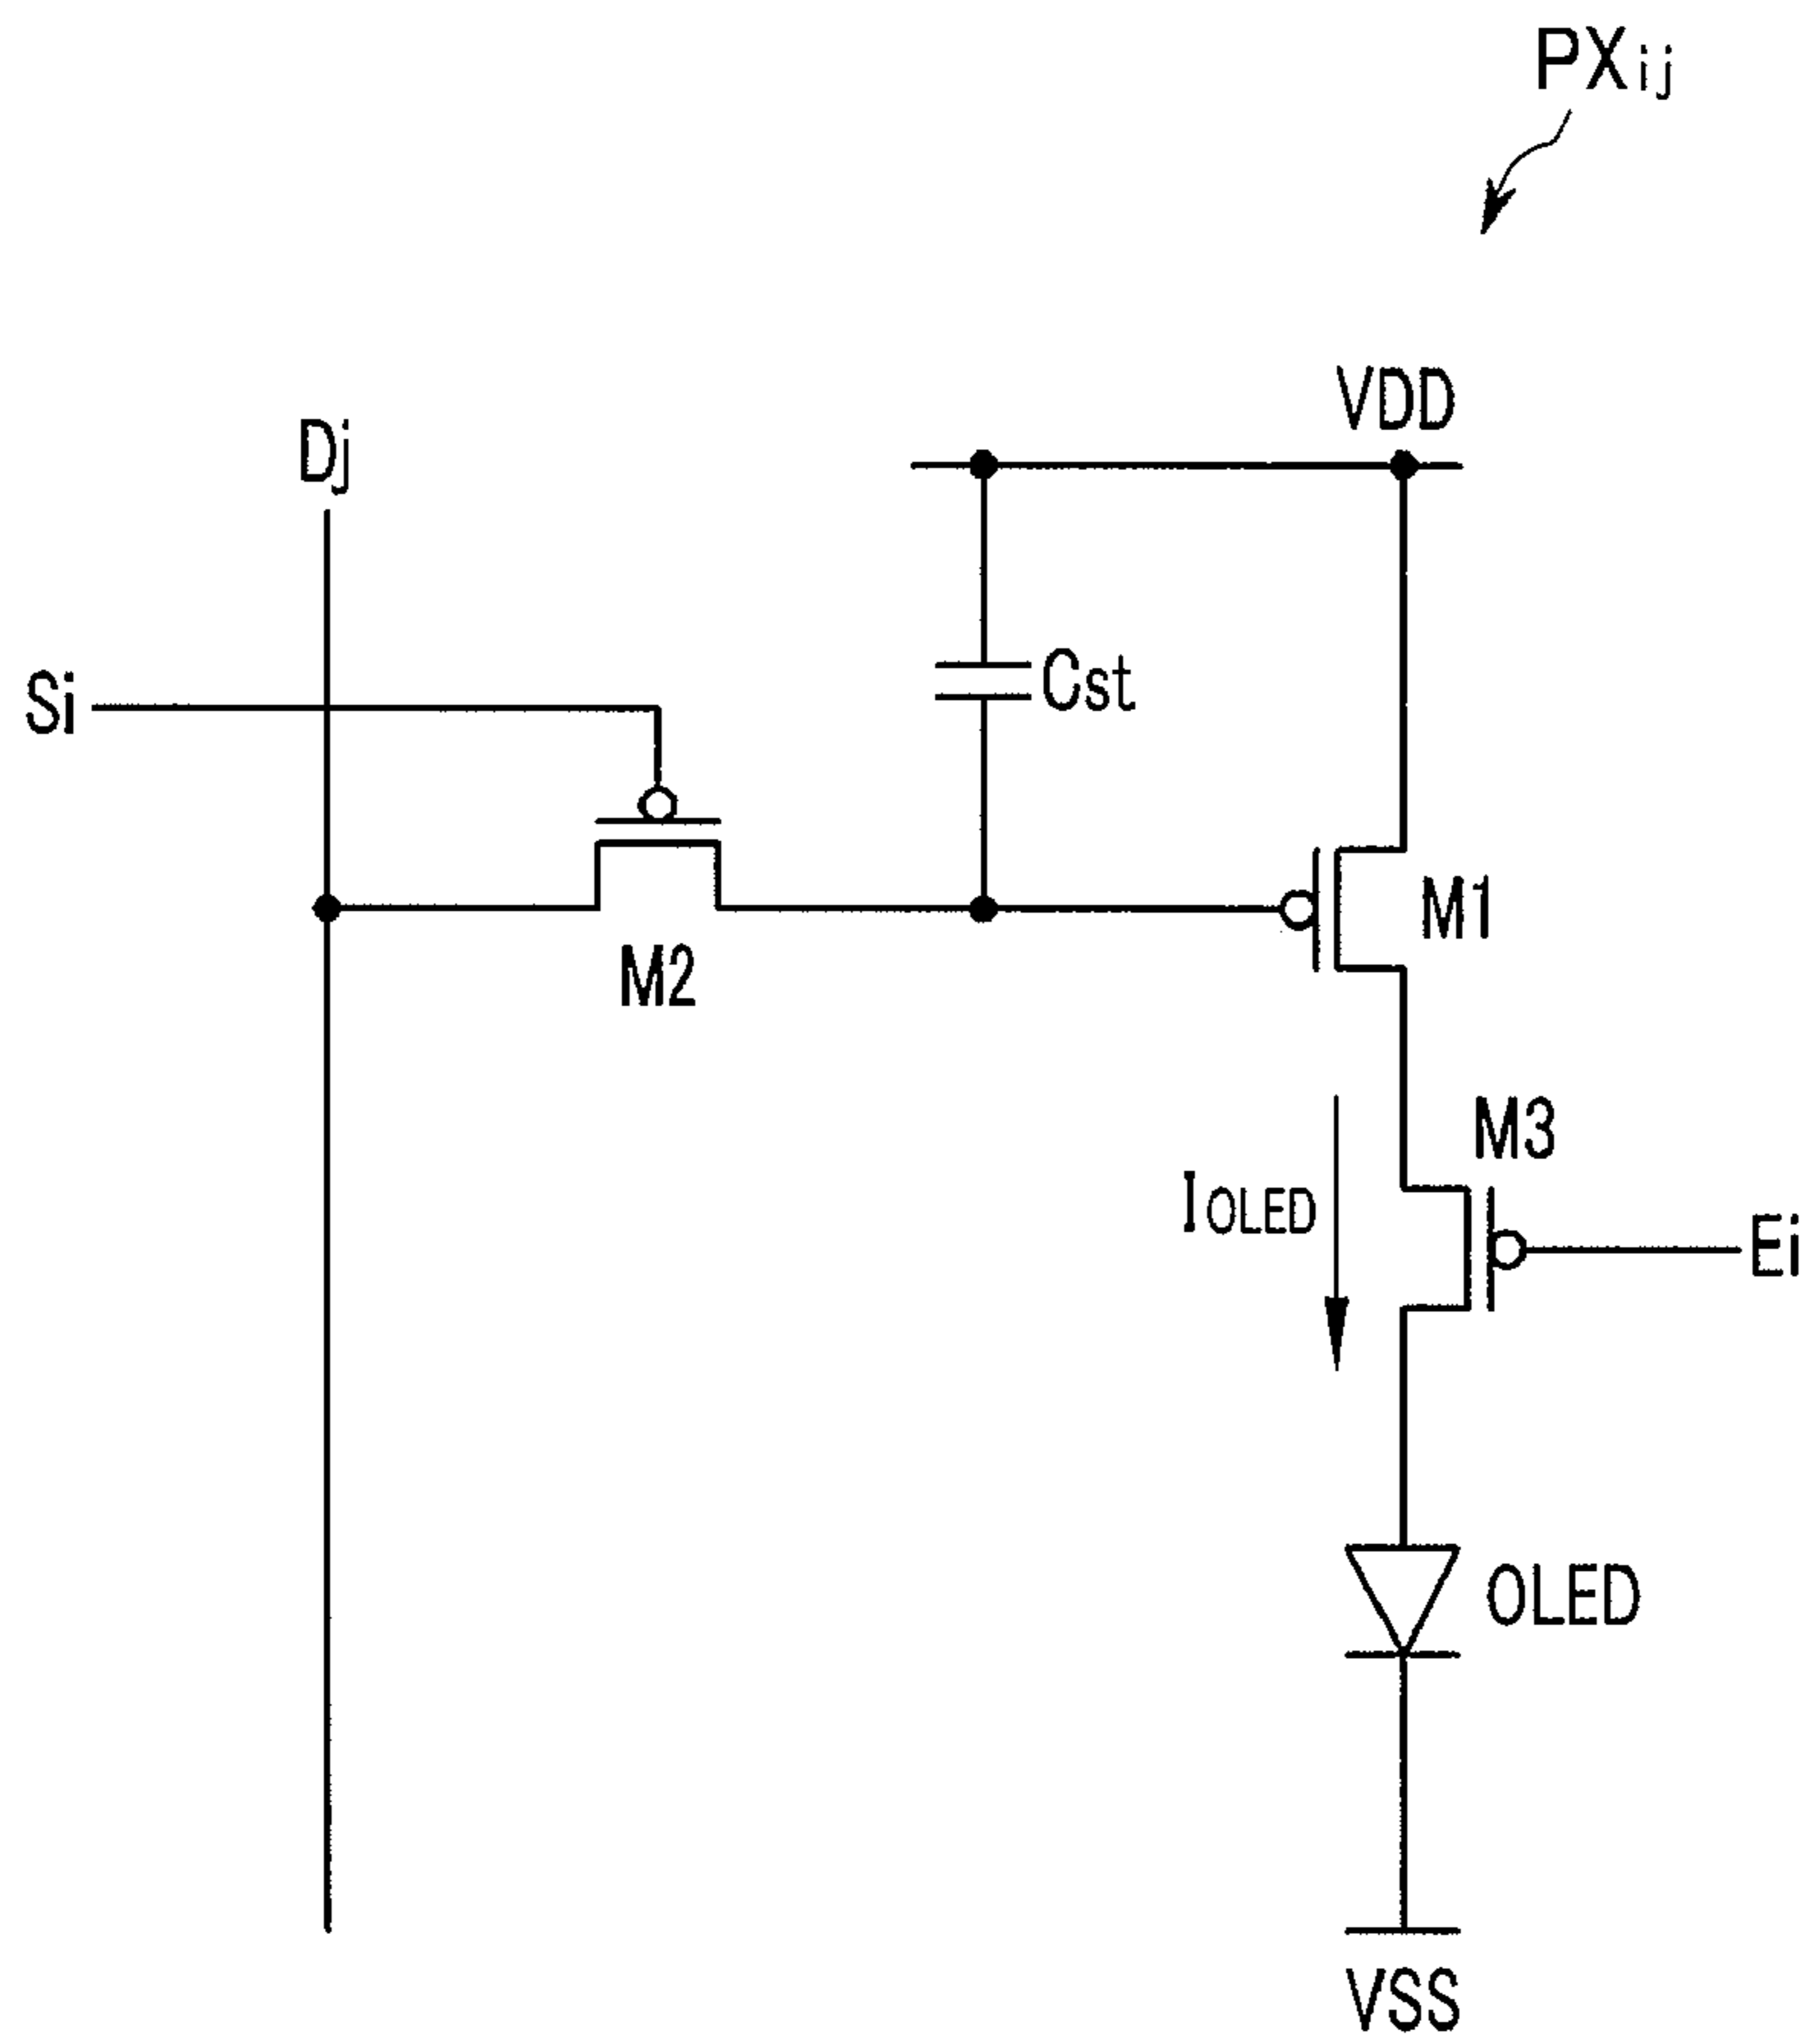 PXij
VDD
Dj
Cst
Si
M1
M2
M3
IOLED
Ei
OLED
VSS